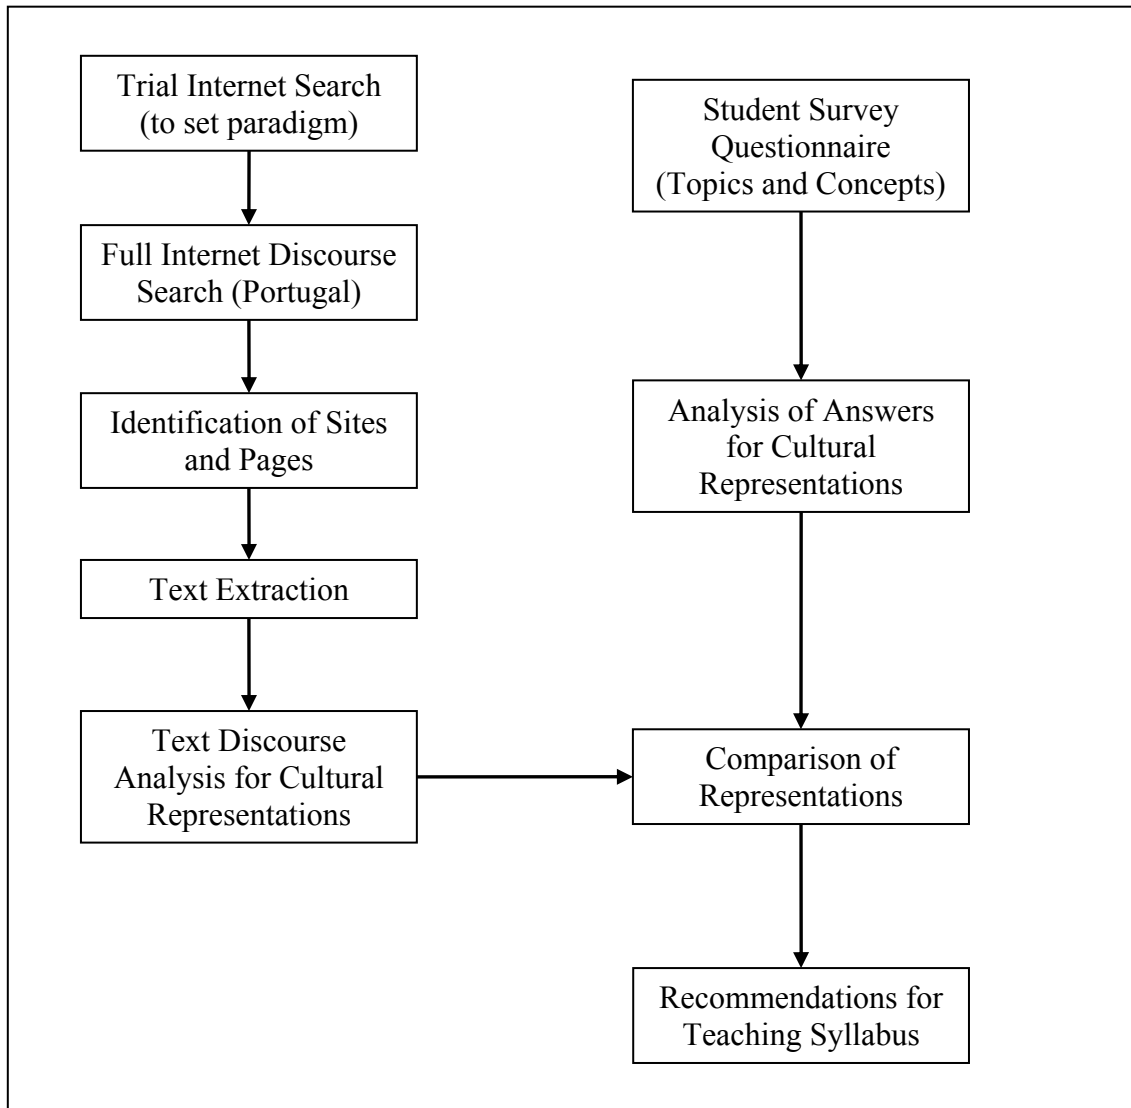 Trial Internet Search
(to set paradigm)
Full Internet Discourse
Search (Portugal)
Identification of Sites
and Pages
Text Extraction
Text Discourse
Analysis for Cultural
Representations
Student Survey
Questionnaire
(Topics and Concepts)
Analysis of Answers
for Cultural
Representations
Comparison of
Representations
Recommendations for
Teaching Syllabus